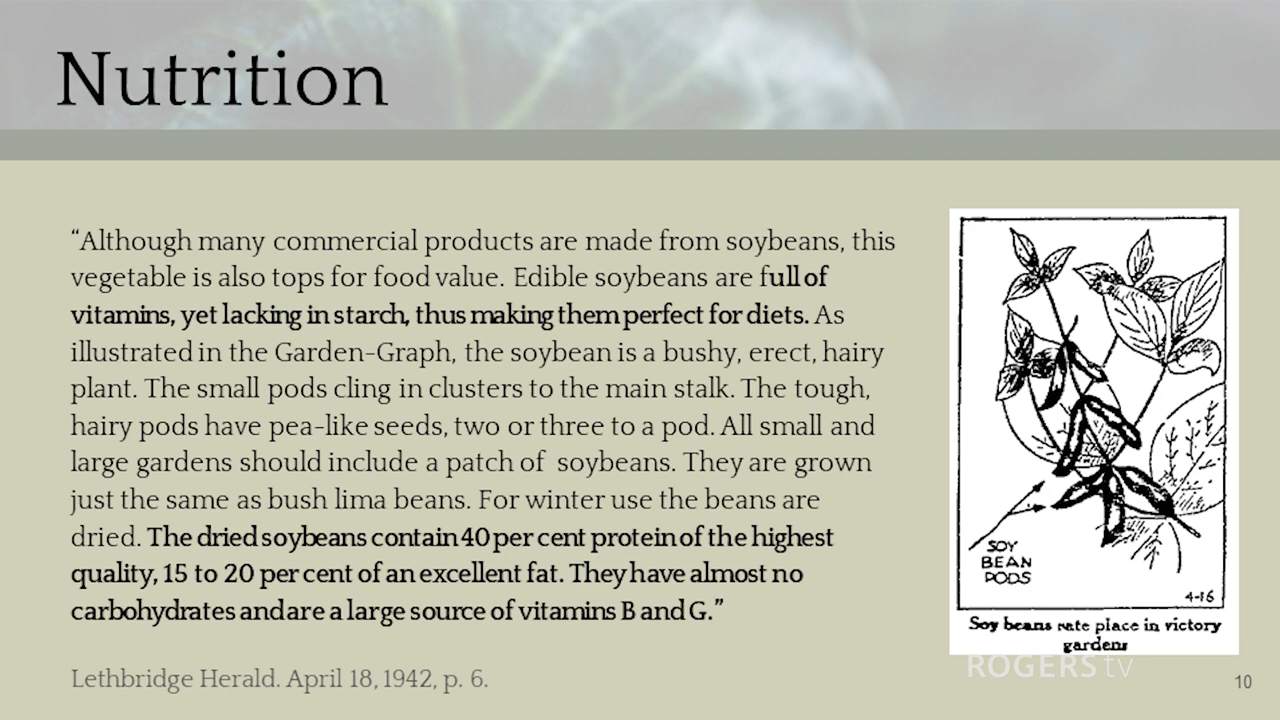 Nutrition
“Although many commercial products are made from soybeans, this
vegetable is also tops for food value. Edible soybeans are full of
vitamins, yet lacking in starch, thus making them perfect for diets. As
illustrated in the Garden-Graph, the soybean is a bushy, erect, hairy
plant. The small pods cling in clusters to the main stalk. The tough,
hairy pods have pea-like seeds, two or three to a pod. All small and
large gardens should include a patch of soybeans. They are grown
just the same as bush lima beans. For winter use the beans are
dried. The dried soybeans contain 40 per cent protein of the highest
quality, 15 to 20 per cent of an excellent fat. They have almost no
carbohydrates and are a large source of vitamins B and G.”
Lethbridge Herald. April 18, 1942, p. 6.
SOY
BEAN
PODS
4-16
Soy beans rate place in victory
gardens
ROGERS tv
10